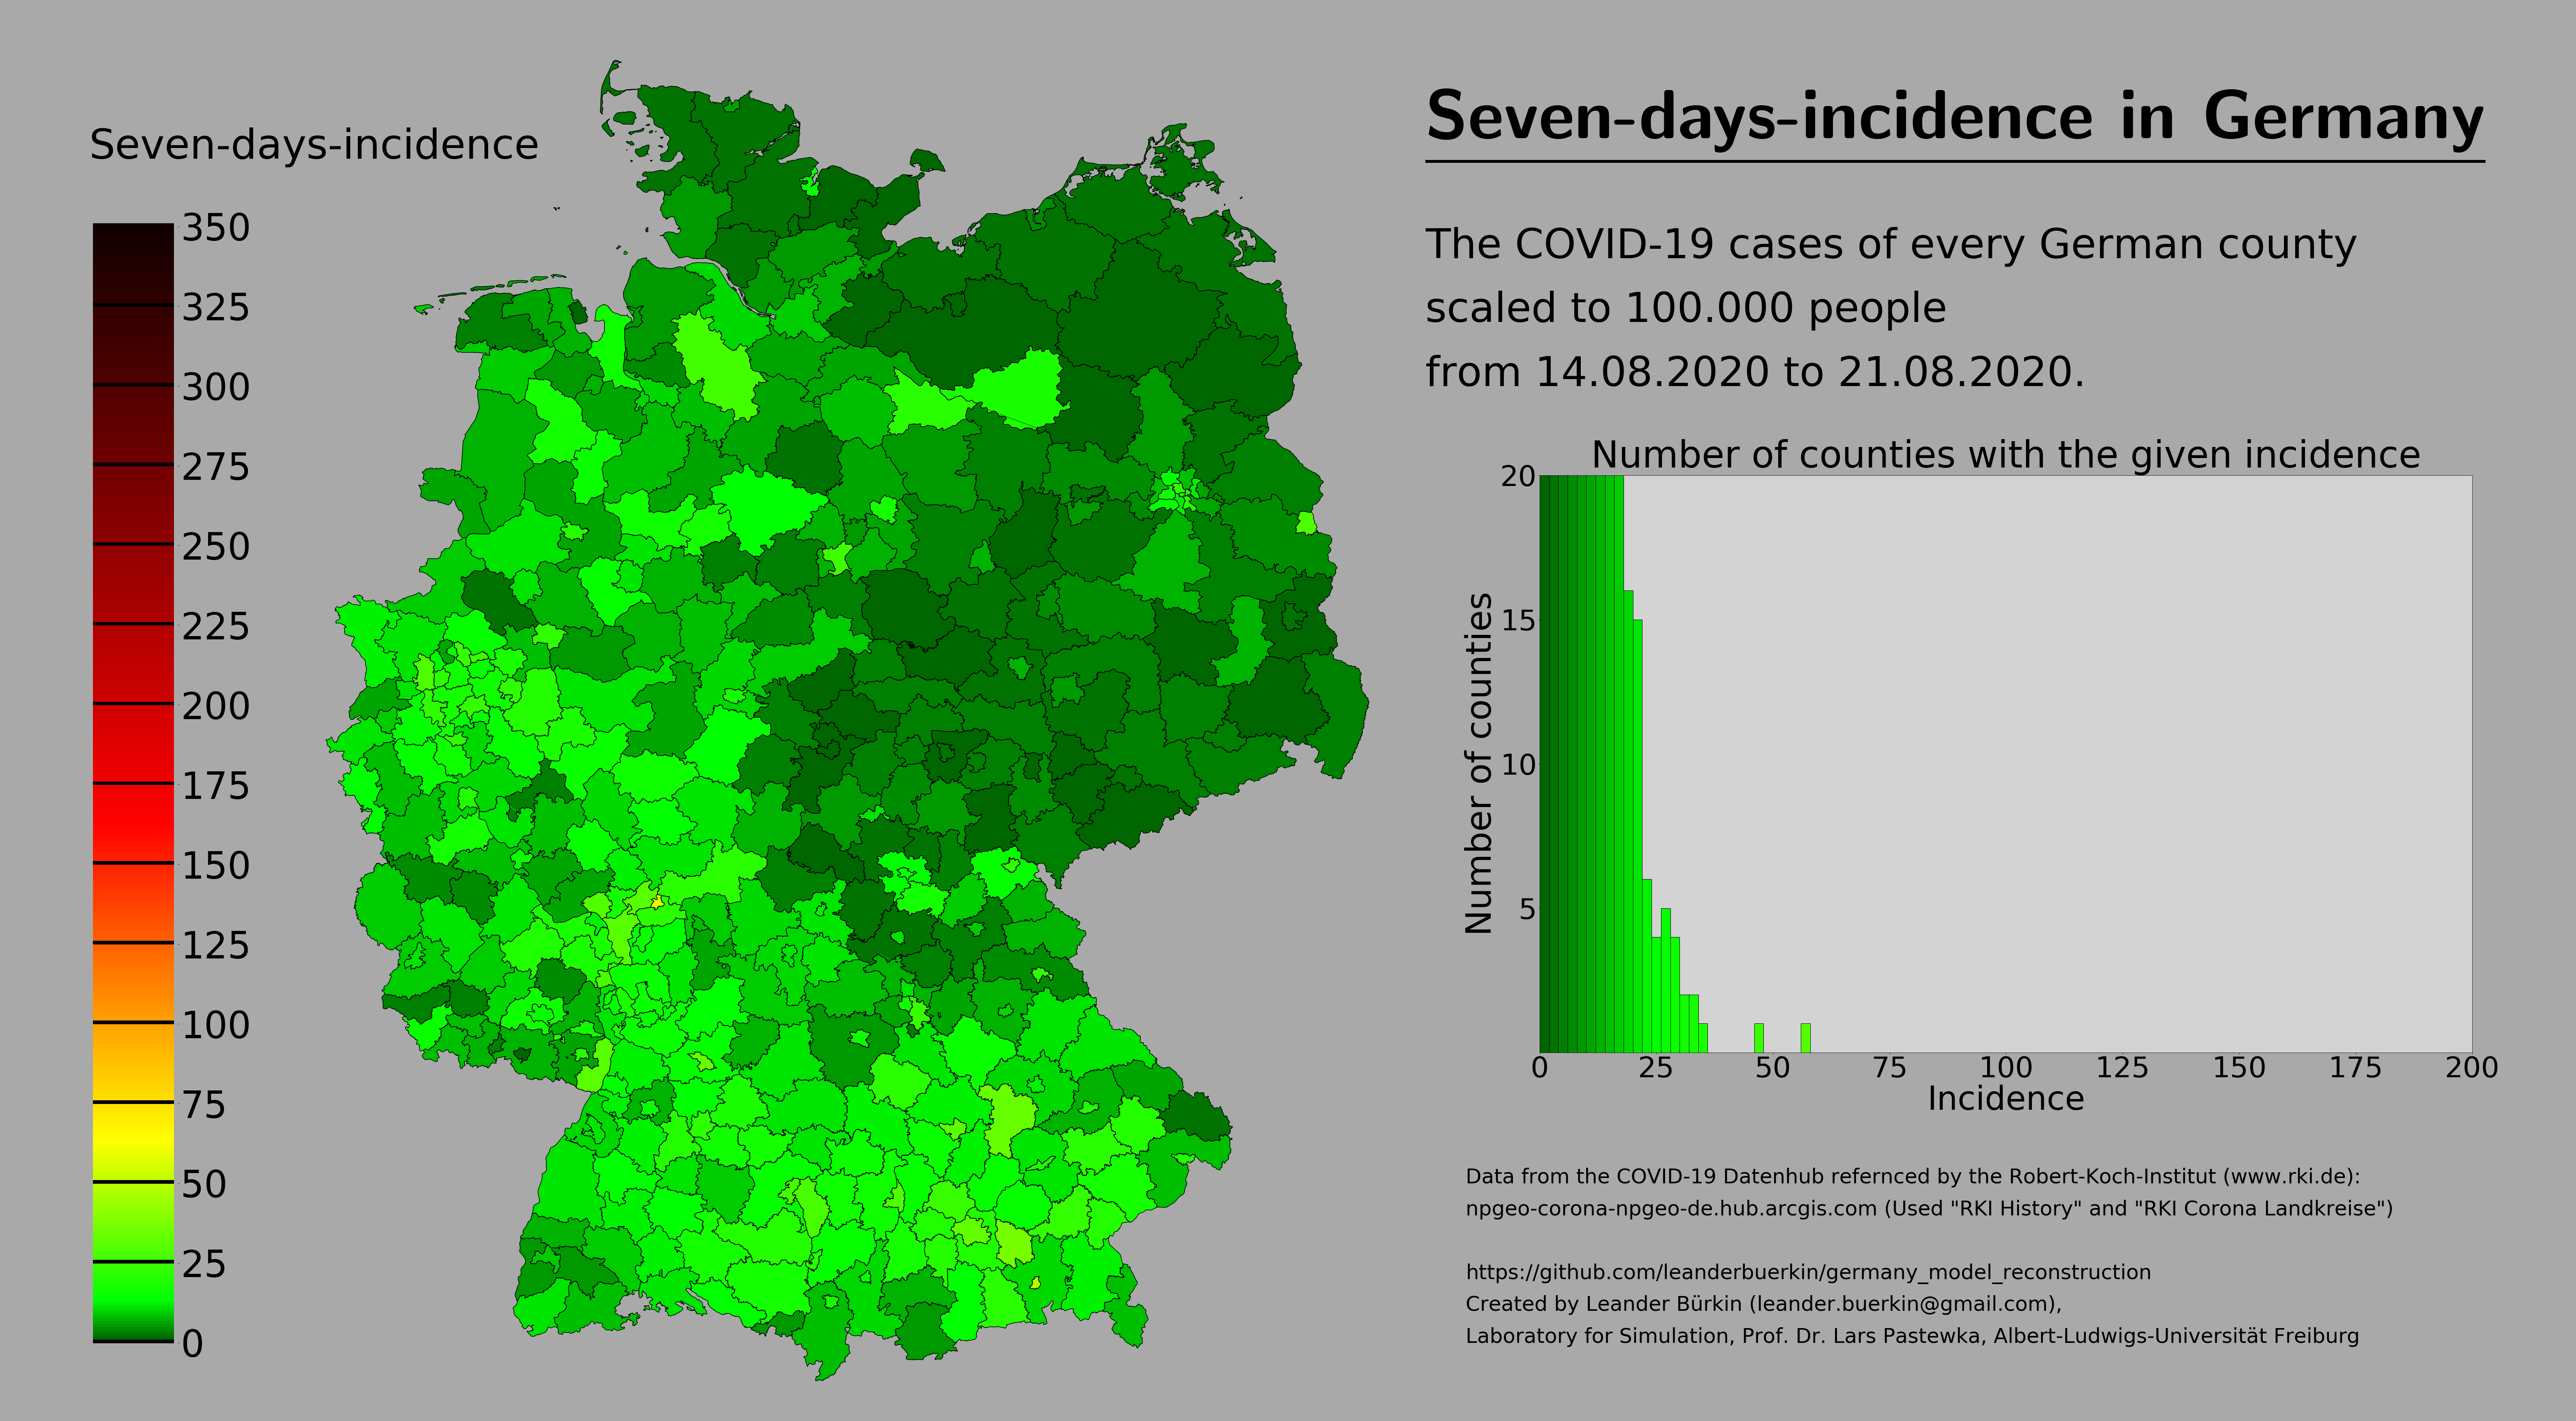 Seven-days-incidence in Germany
Seven-days-incidence
350
325
300
275
250
225
200
175
150
125
100
75
50
25
0
The COVID-19 cases of every German county
scaled to 100.000 people
from 14.08.2020 to 21.08.2020.
Number of counties with the given incidence
20
15
10
5
Number of counties
0 25 50 75 100 125 150 175 200
Incidence
Data from the COVID-19 Datenhub refernced by the Robert-Koch-Institut (www.rki.de):
npgeo-corona-npgeo-de.hub.arcgis.com (Used "RKI History" and "RKI Corona Landkreise")
https://github.com/leanderbuerkin/germany_model_reconstruction
Created by Leander Bürkin (leander.buerkin@gmail.com),
Laboratory for Simulation, Prof. Dr. Lars Pastewka, Albert-Ludwigs-Universität Freiburg